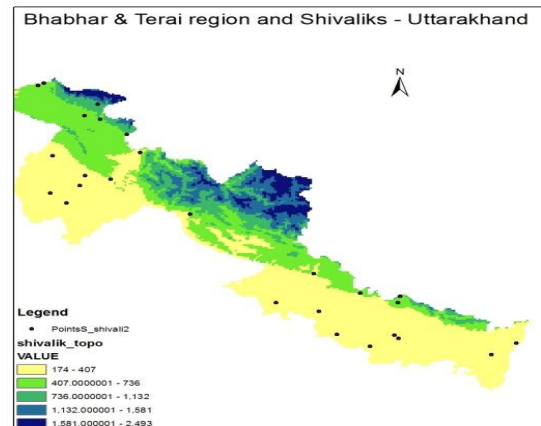 Bhabhar & Terai region and Shivaliks - Uttarakhand
N
Legend
PointsS_shivali2
shivalik_topo
VALUE
174 - 407
407.0000001 - 736
736.0000001 - 1,132
1,132.000001 - 1,581
1,581.000001 - 2,493